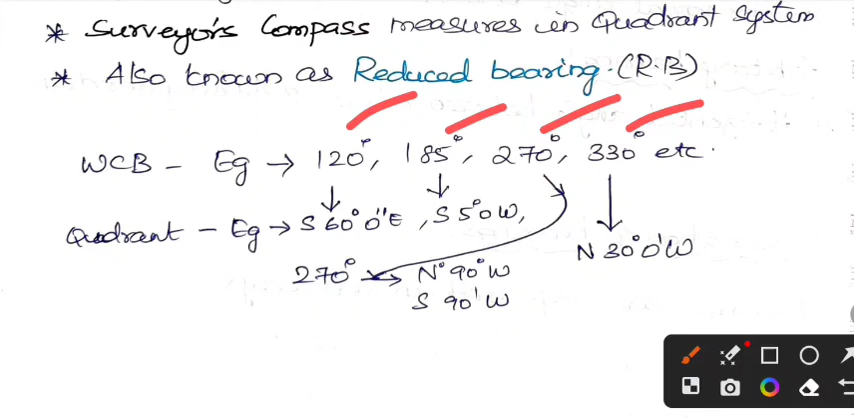 * Surveyor's Compass measures in Quadrant System
* Also known as Reduced bearing. (R.B)
WCB - Eg → 120°, 185°, 270°, 330° etc.
Quadrant - Eg → S 60° 0" E, S 5° 0 W,
N 30° 0' W
270° ↔ N° 90° W
S 90' W